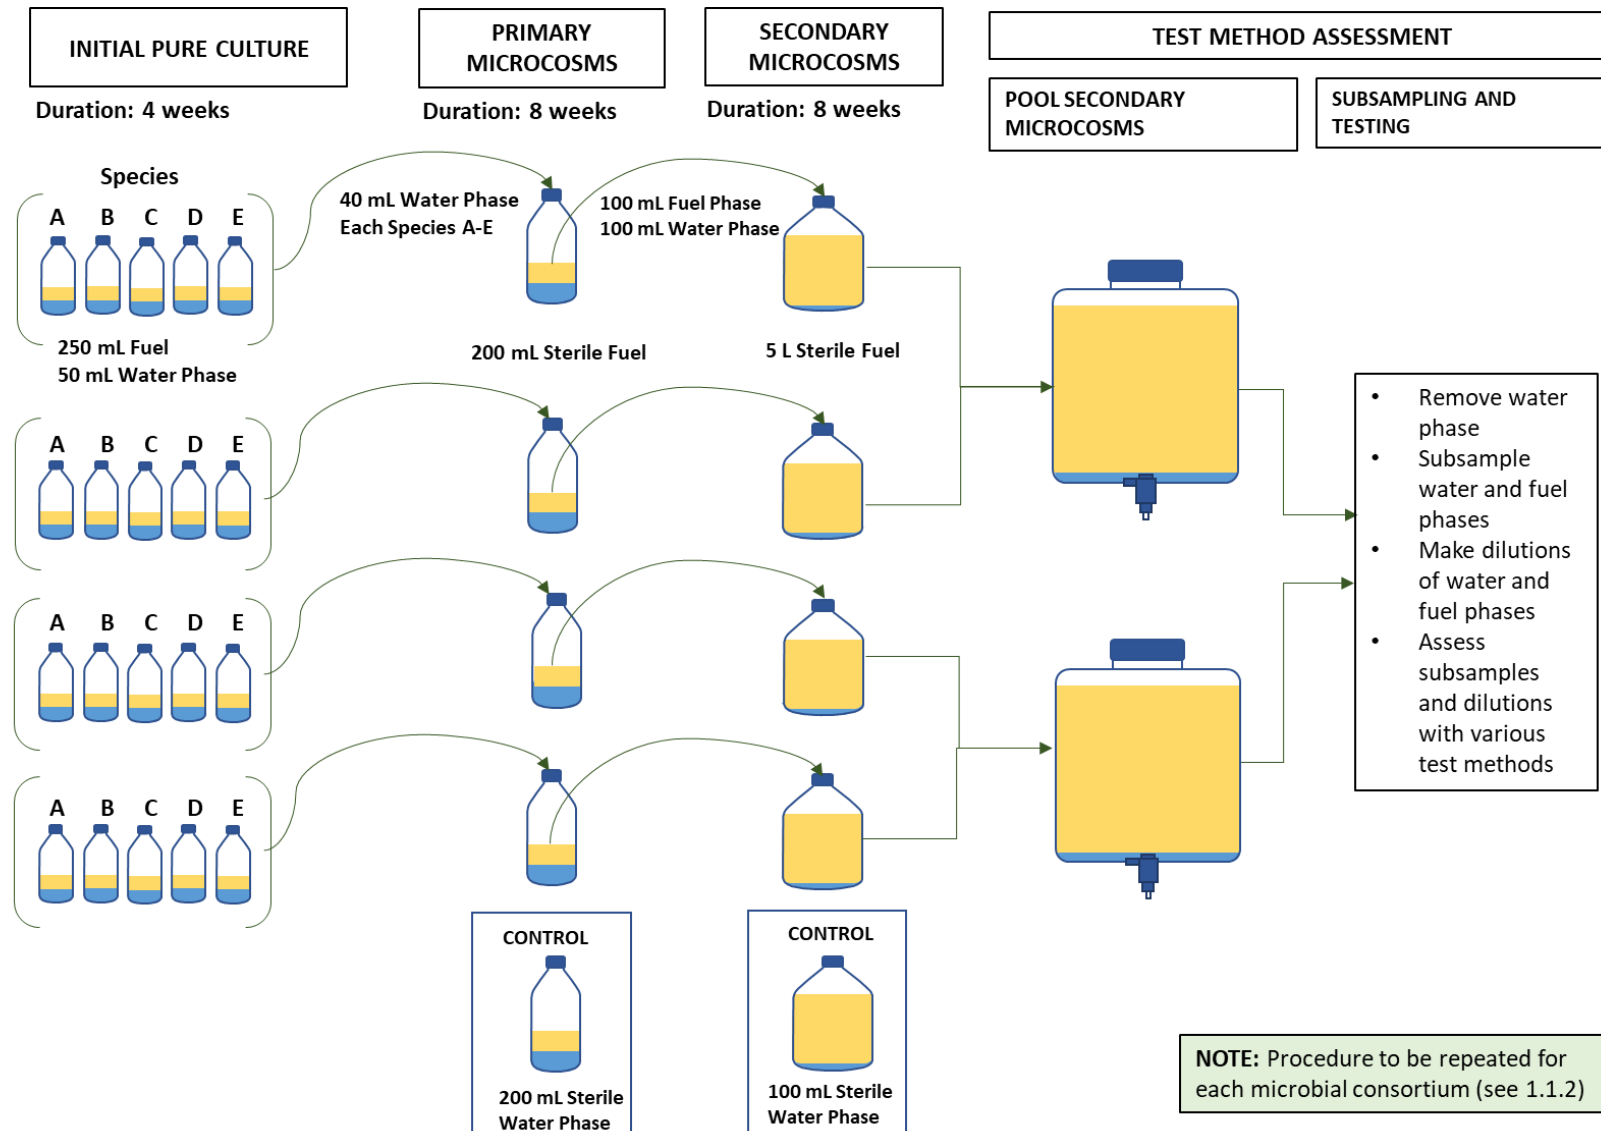 INITIAL PURE CULTURE
Duration: 4 weeks
PRIMARY
MICROCOSMS
Duration: 8 weeks
SECONDARY
MICROCOSMS
Duration: 8 weeks
TEST METHOD ASSESSMENT
POOL SECONDARY
MICROCOSMS
SUBSAMPLING AND
TESTING
Species
A B C D E
250 mL Fuel
50 mL Water Phase
40 mL Water Phase
Each Species A-E
200 mL Sterile Fuel
100 mL Fuel Phase
100 mL Water Phase
5 L Sterile Fuel
A B C D E
A B C D E
A B C D E
• Remove water
phase
• Subsample
water and fuel
phases
• Make dilutions
of water and
fuel phases
• Assess
subsamples
and dilutions
with various
test methods
CONTROL
200 mL Sterile
Water Phase
CONTROL
100 mL Sterile
Water Phase
NOTE: Procedure to be repeated for
each microbial consortium (see 1.1.2)